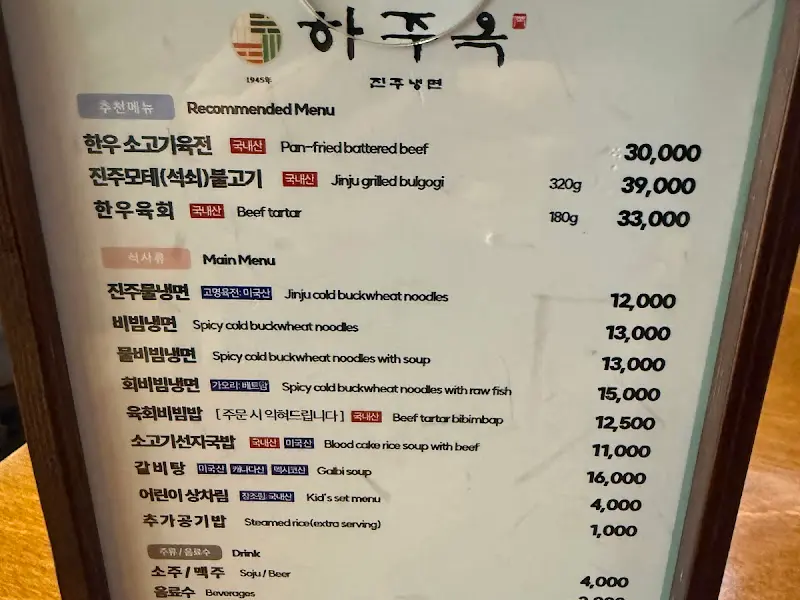 하주옥
1945年
진주냉면
추천메뉴 Recommended Menu
한우 소고기육전 국내산 Pan-fried battered beef 30,000
진주모테(석쇠)불고기 국내산 Jinju grilled bulgogi 320g 39,000
한우육회 국내산 Beef tartar 180g 33,000
식사류 Main Menu
진주물냉면 고명육전: 미국산 Jinju cold buckwheat noodles 12,000
비빔냉면 Spicy cold buckwheat noodles 13,000
물비빔냉면 Spicy cold buckwheat noodles with soup 13,000
회비빔냉면 가오리: 베트남 Spicy cold buckwheat noodles with raw fish 15,000
육회비빔밥 [ 주문 시 익혀드립니다 ] 국내산 Beef tartar bibimbap 12,500
소고기선지국밥 국내산 미국산 Blood cake rice soup with beef 11,000
갈비탕 미국산 캐나다산 멕시코산 Galbi soup 16,000
어린이 상차림 장조림: 국내산 Kid's set menu 4,000
추가공기밥 Steamed rice(extra serving) 1,000
주류 / 음료수 Drink
소주 / 맥주 Soju / Beer 4,000
음료수 Beverages